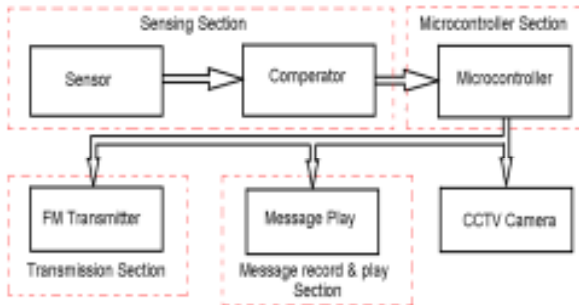 Sensing Section
Microcontroller Section
Sensor
Comperator
Microcontroller
FM Transmitter
Message Play
CCTV Camera
Transmission Section
Message record & play
Section